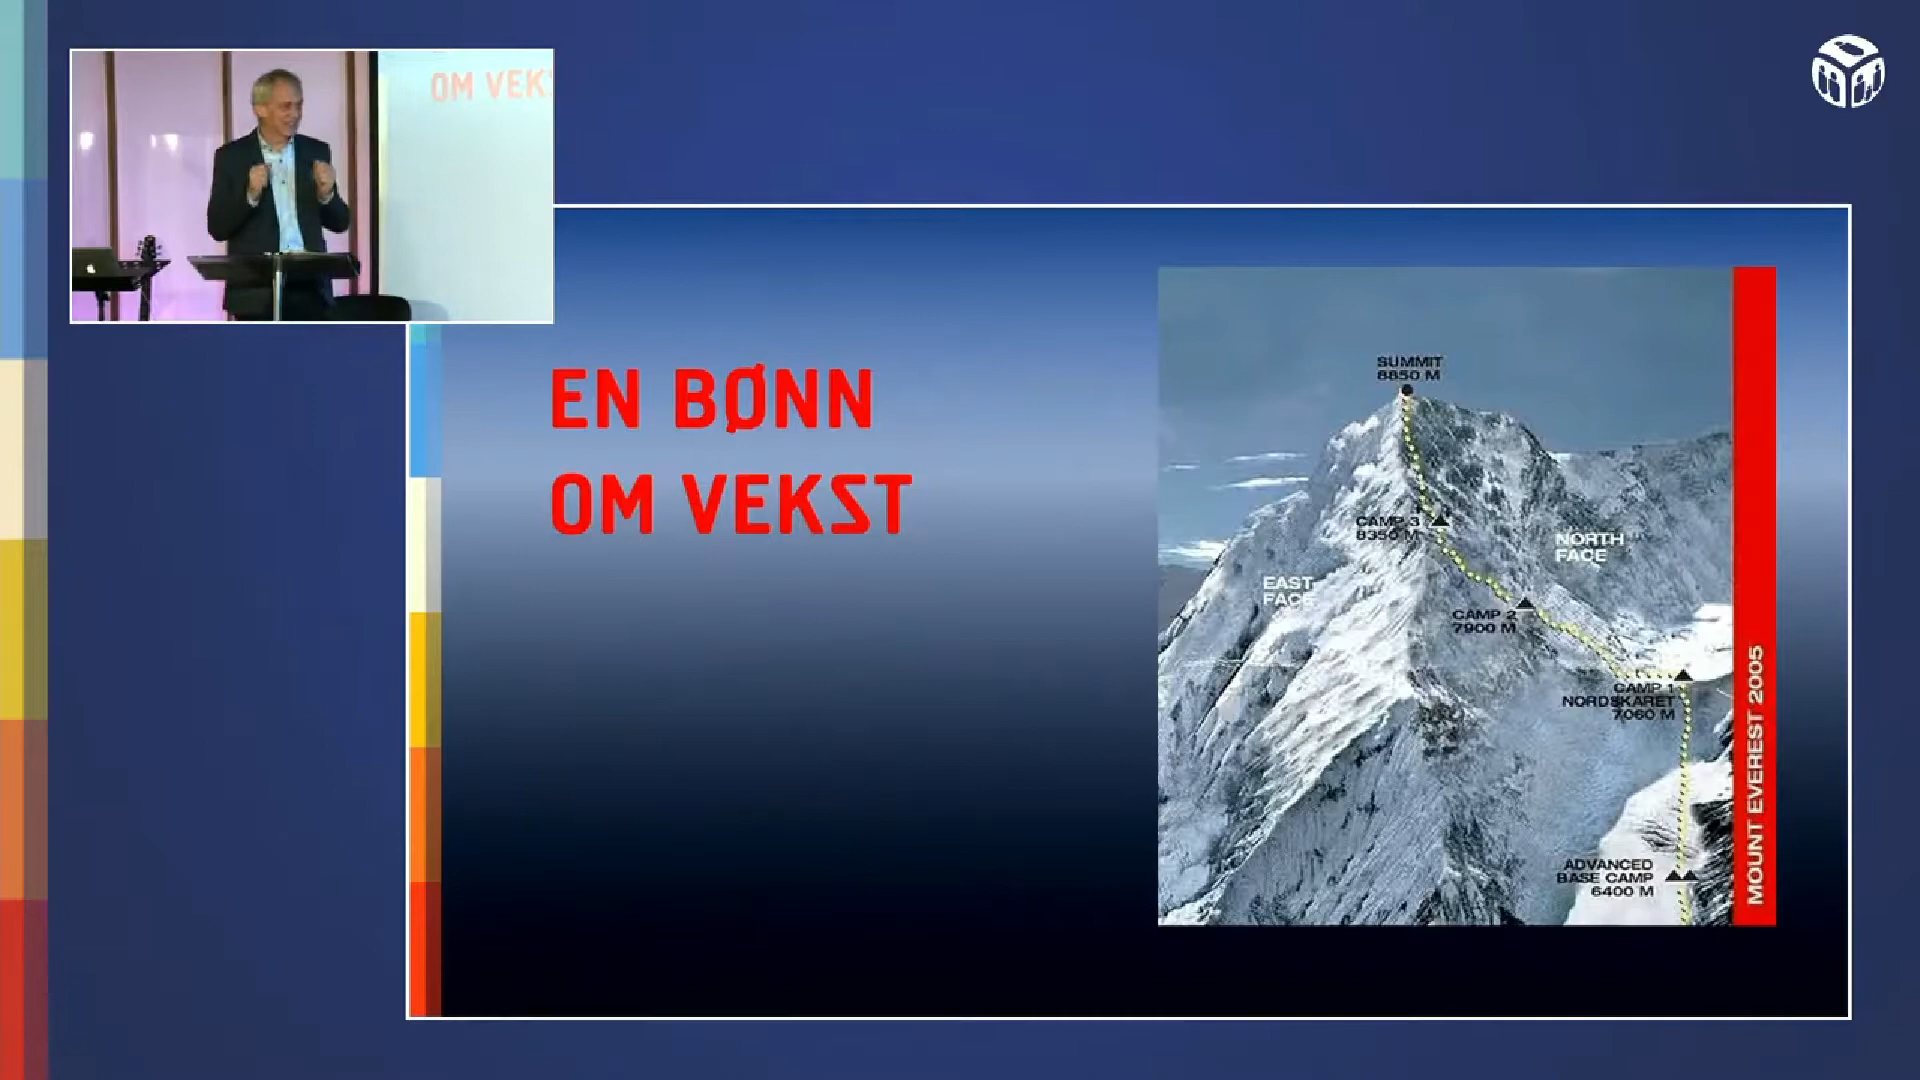 OM VEKS
EN BØNN
OM VEKST
SUMMIT
8850 M
CAMP 3
8350 M
NORTH
FACE
EAST
FACE
CAMP 2
7900 M
CAMP 1
NORDSKARET
7060 M
ADVANCED
BASE CAMP
6400 M
MOUNT EVEREST 2005